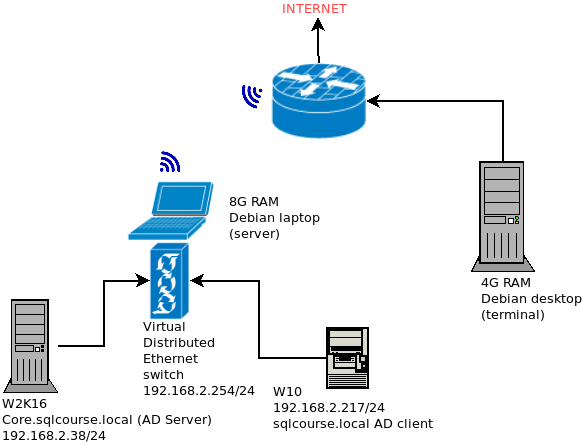 INTERNET
8G RAM
Debian laptop
(server)
4G RAM
Debian desktop
(terminal)
Virtual
Distributed
Ethernet
switch
192.168.2.254/24
W2K16
Core.sqlcourse.local (AD Server)
192.168.2.38/24
W10
192.168.2.217/24
sqlcourse.local AD client